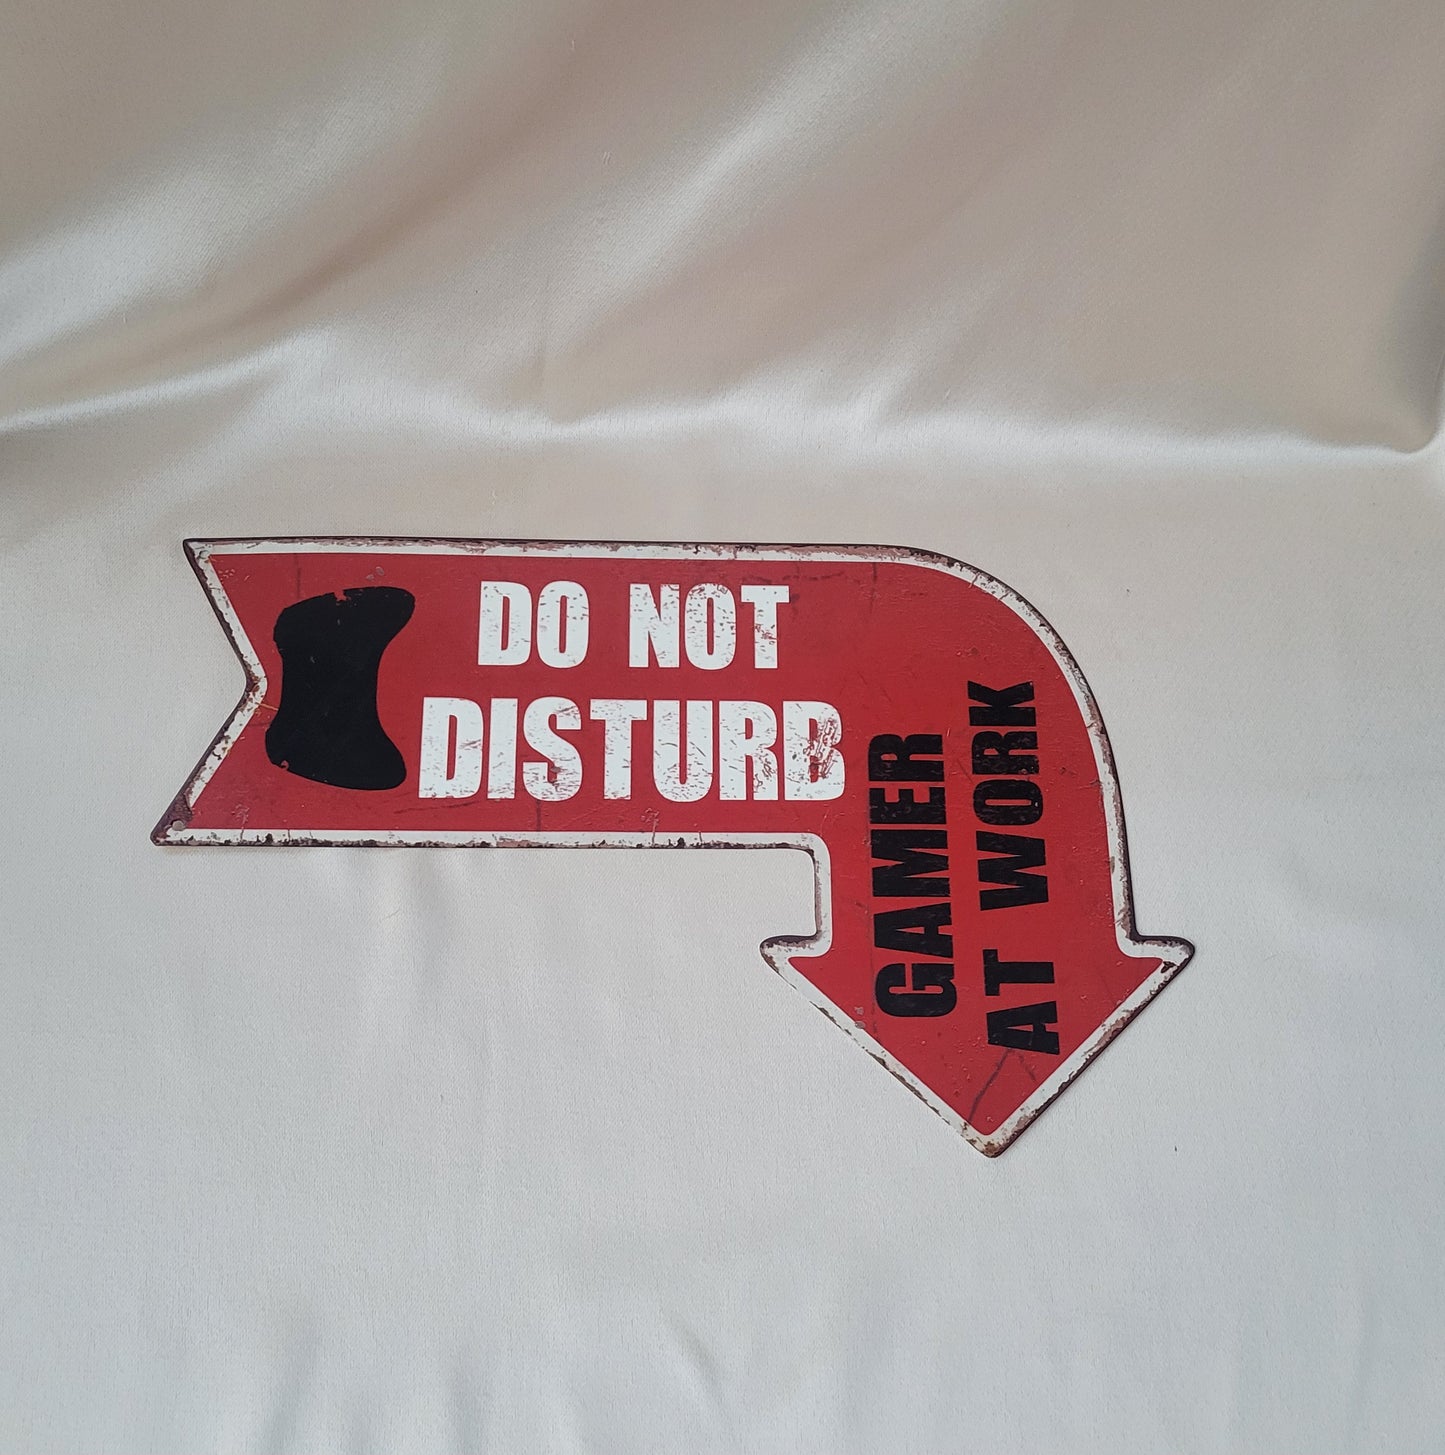 DO NOT
DISTURB
GAMER
AT WORK